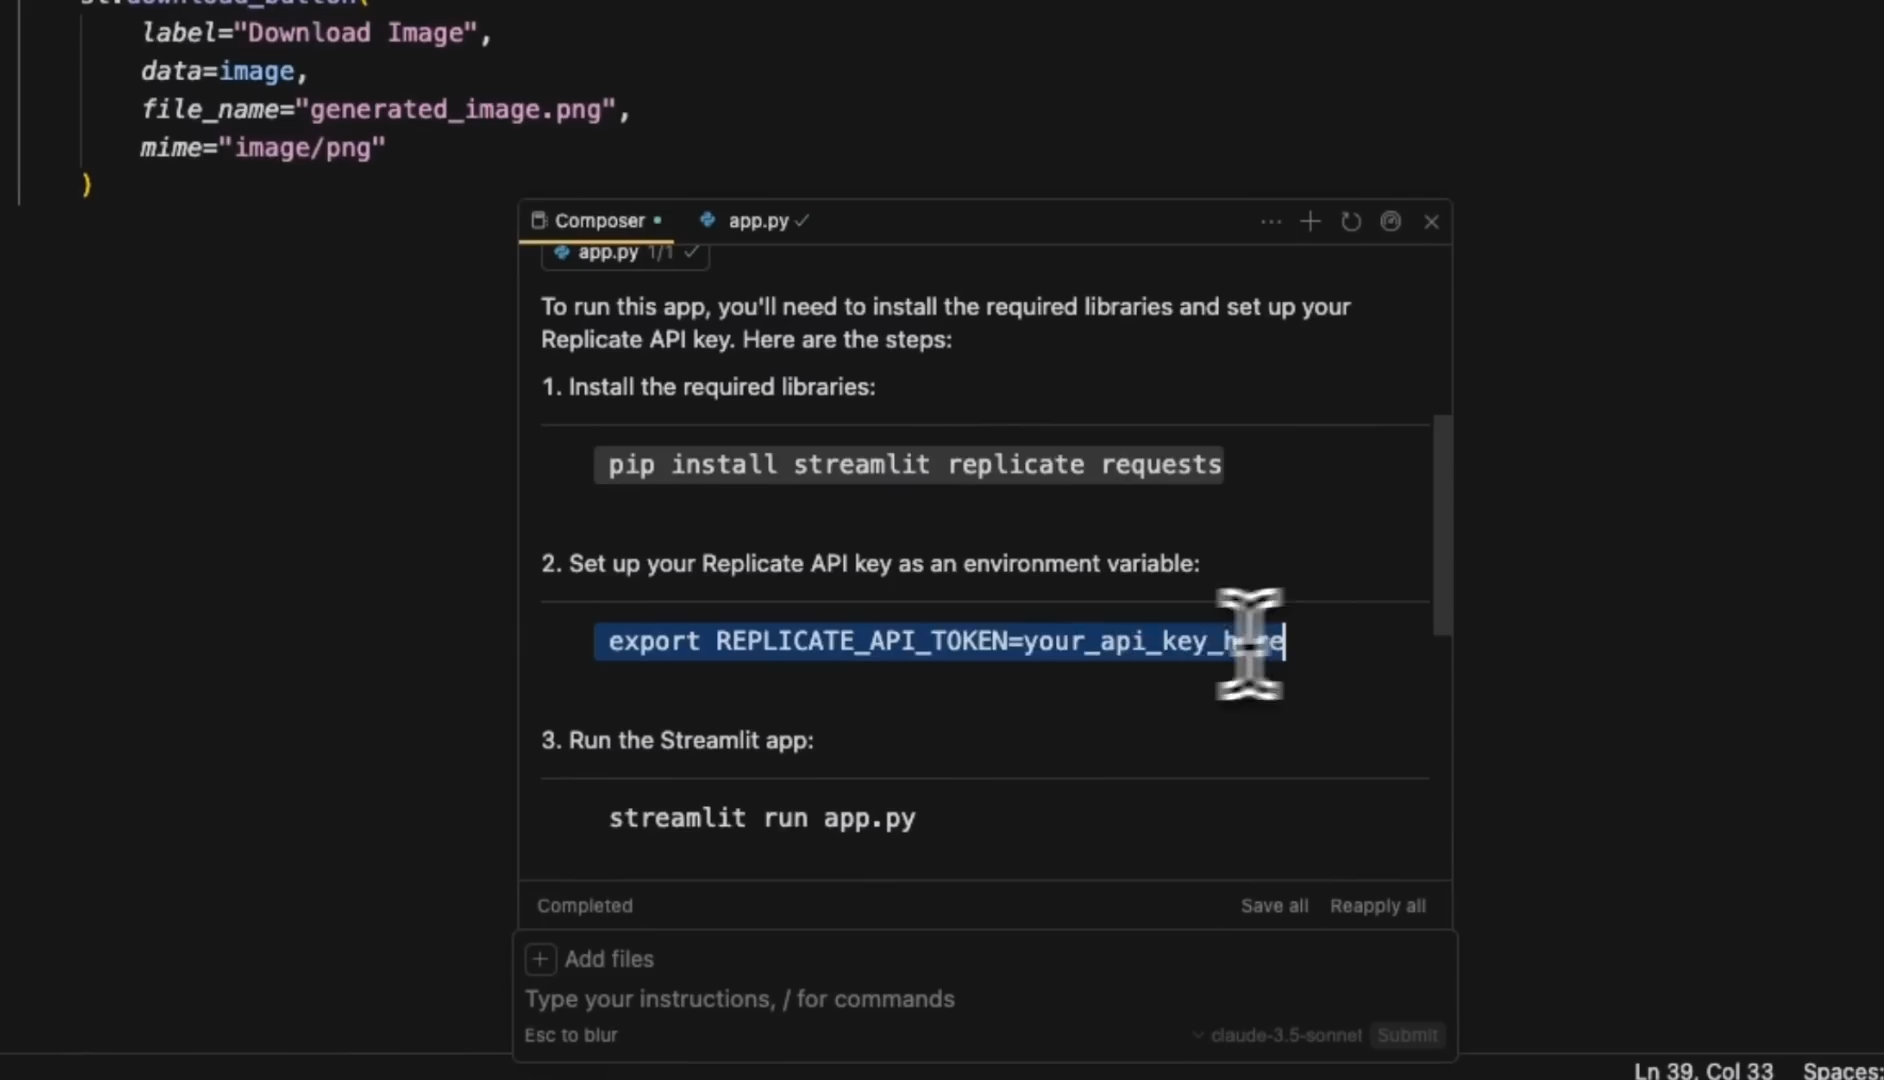 label="Download Image",
data=image,
file_name="generated_image.png",
mime="image/png"
)
Composer app.py
app.py 1/1
To run this app, you'll need to install the required libraries and set up your
Replicate API key. Here are the steps:
1. Install the required libraries:
pip install streamlit replicate requests
2. Set up your Replicate API key as an environment variable:
export REPLICATE_API_TOKEN=your_api_key_here
3. Run the Streamlit app:
streamlit run app.py
Completed Save all Reapply all
+ Add files
Type your instructions, / for commands
Esc to blur claude-3.5-sonnet Submit
Ln 39, Col 33 Spaces: